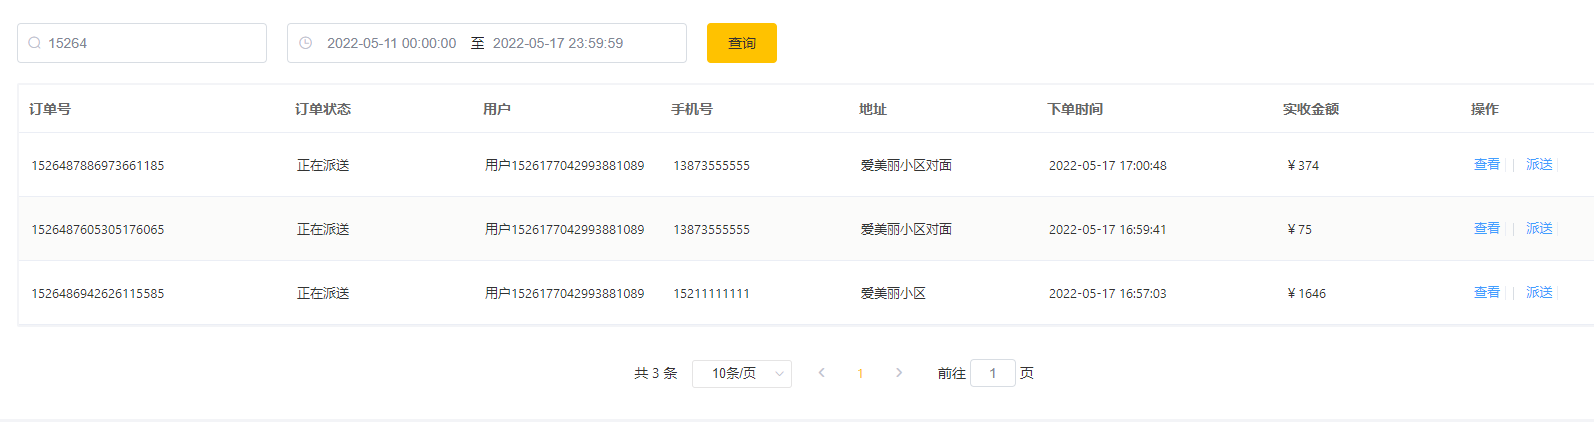 15264 2022-05-11 00:00:00 至 2022-05-17 23:59:59 查询
订单号 订单状态 用户 手机号 地址 下单时间 实收金额 操作
1526487886973661185 正在派送 用户1526177042993881089 13873555555 爱美丽小区对面 2022-05-17 17:00:48 ￥374 查看 派送
1526487605305176065 正在派送 用户1526177042993881089 13873555555 爱美丽小区对面 2022-05-17 16:59:41 ￥75 查看 派送
1526486942626115585 正在派送 用户1526177042993881089 15211111111 爱美丽小区 2022-05-17 16:57:03 ￥1646 查看 派送
共 3 条 10条/页 1 前往 1 页